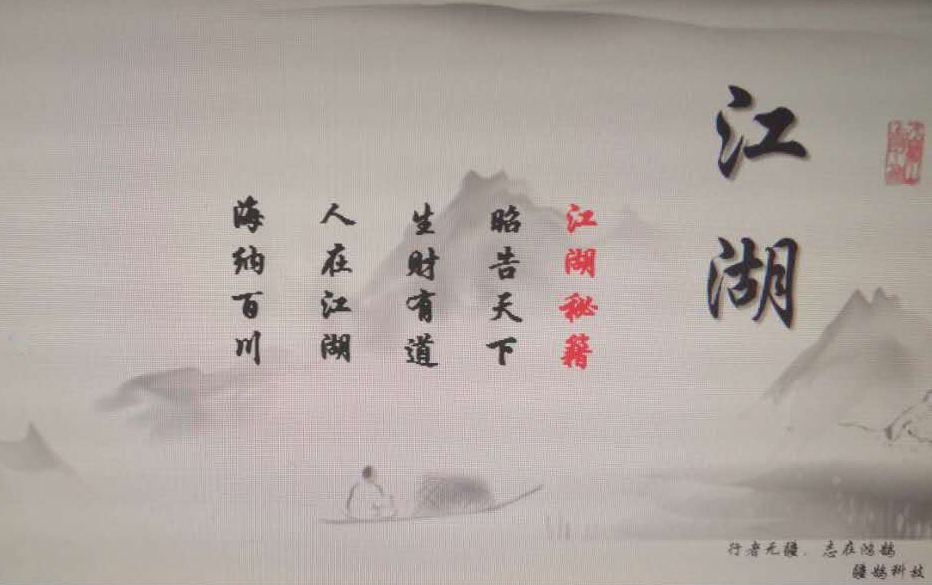 江湖
江湖秘籍
昭告天下
生财有道
人在江湖
海纳百川
行者无疆，志在鸿鹄
疆鹄科技